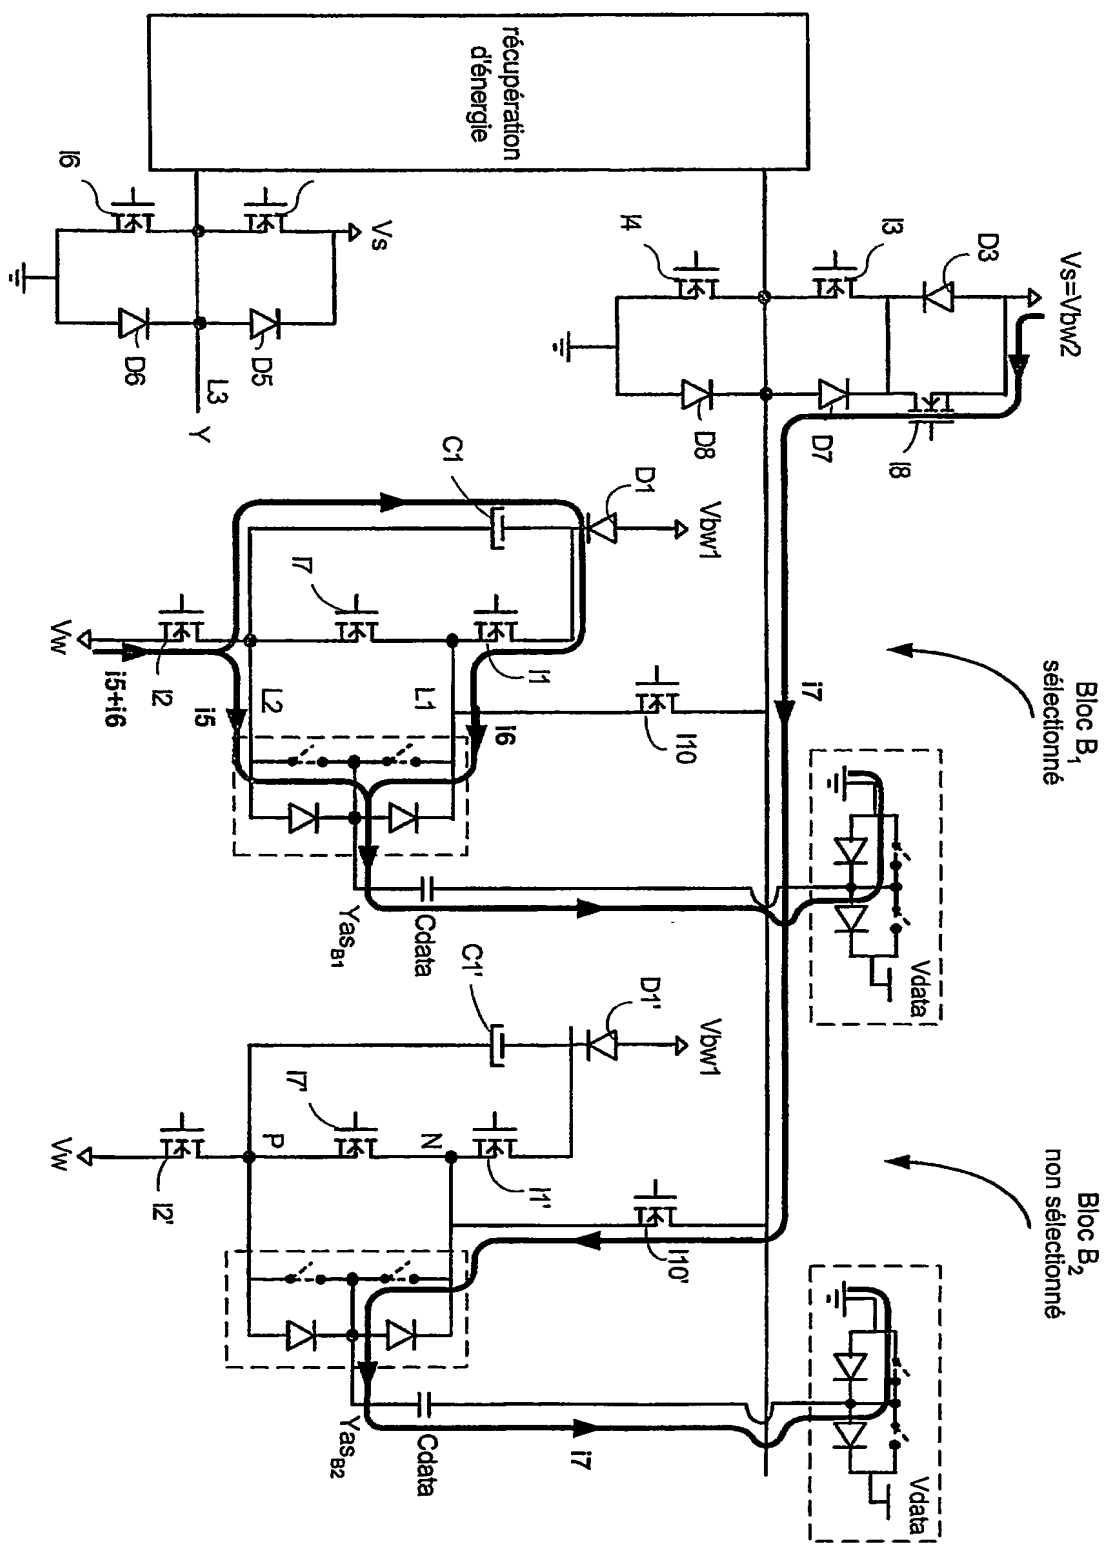 récupération
d'énergie
Vs=Vbw2
D3
I3
I4
I8
D7
D8
Vs
I6
D5
D6
L3
Y
Bloc B1
sélectionné
Vbw1
D1
C1
I7
I1
I10
I2
Vw
L1
L2
i5+i6
i5
i6
i7
YasB1
Cdata
Vdata
Bloc B2
non sélectionné
Vbw1
D1'
C1'
I7'
I1'
I10'
I2'
Vw
N
P
YasB2
Cdata
i7
Vdata